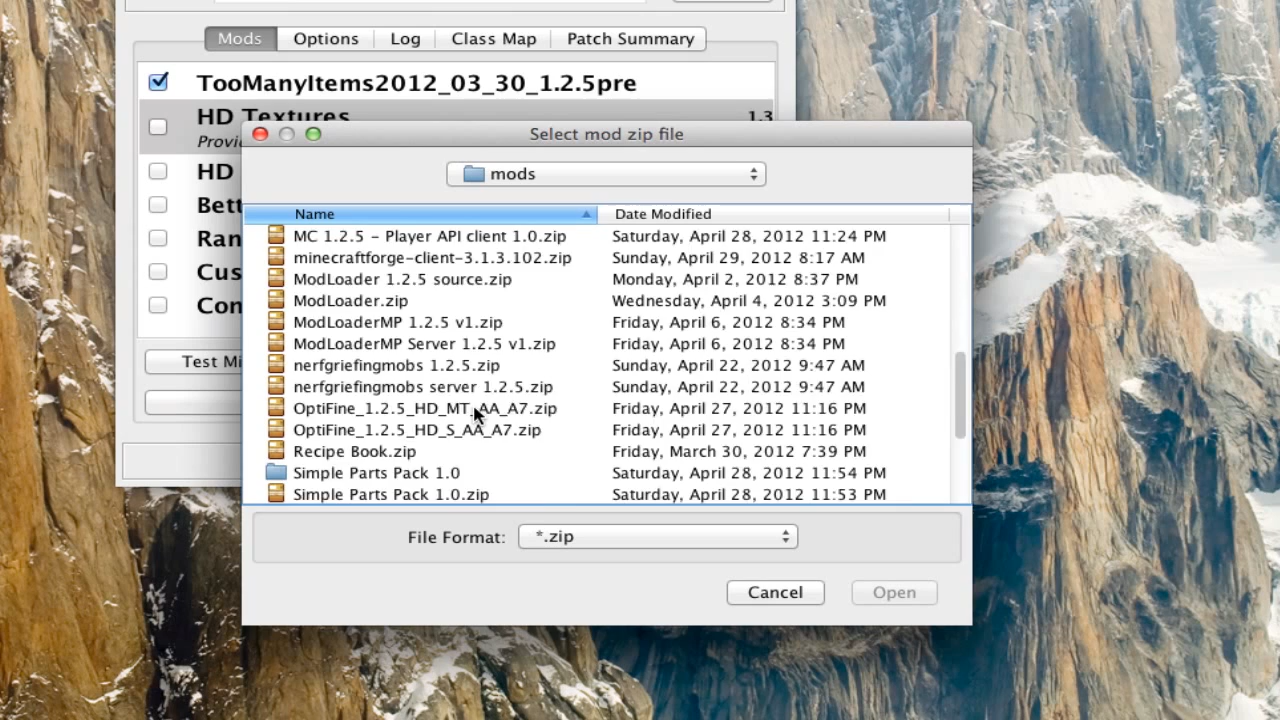 Mods Options Log Class Map Patch Summary
TooManyItems2012_03_30_1.2.5pre
HD Textures 1.3
Provi
HD
Bett
Ran
Cus
Con
Test Mi
Select mod zip file
mods
Name Date Modified
MC 1.2.5 – Player API client 1.0.zip Saturday, April 28, 2012 11:24 PM
minecraftforge-client-3.1.3.102.zip Sunday, April 29, 2012 8:17 AM
ModLoader 1.2.5 source.zip Monday, April 2, 2012 8:37 PM
ModLoader.zip Wednesday, April 4, 2012 3:09 PM
ModLoaderMP 1.2.5 v1.zip Friday, April 6, 2012 8:34 PM
ModLoaderMP Server 1.2.5 v1.zip Friday, April 6, 2012 8:34 PM
nerfgriefingmobs 1.2.5.zip Sunday, April 22, 2012 9:47 AM
nerfgriefingmobs server 1.2.5.zip Sunday, April 22, 2012 9:47 AM
OptiFine_1.2.5_HD_MT_AA_A7.zip Friday, April 27, 2012 11:16 PM
OptiFine_1.2.5_HD_S_AA_A7.zip Friday, April 27, 2012 11:16 PM
Recipe Book.zip Friday, March 30, 2012 7:39 PM
Simple Parts Pack 1.0 Saturday, April 28, 2012 11:54 PM
Simple Parts Pack 1.0.zip Saturday, April 28, 2012 11:53 PM
File Format: *.zip
Cancel Open